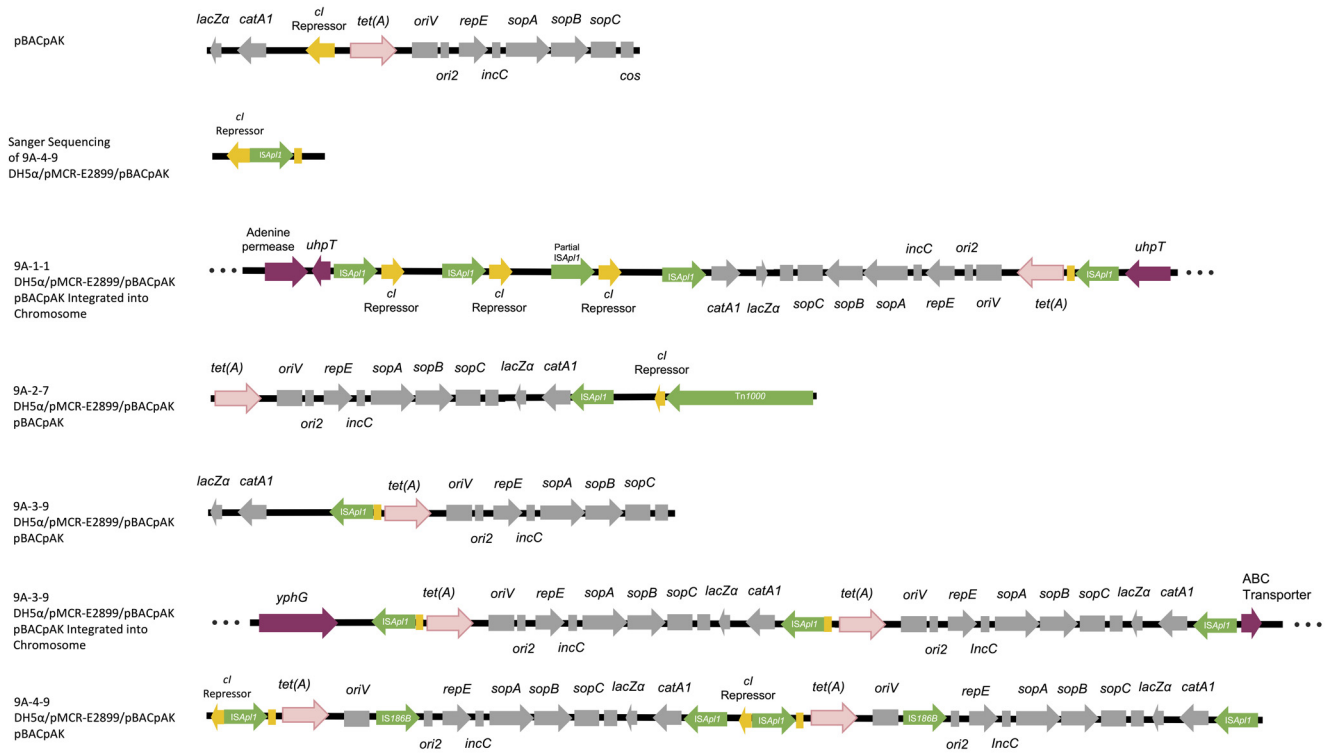 lacZα catA1 cI Repressor tet(A) oriV repE sopA sopB sopC
pBACpAK
ori2 incC cos
cI
Repressor
Sanger Sequencing
of 9A-4-9
DH5α/pMCR-E2899/pBACpAK
ISApl1
Adenine
permease uhpT
Partial
ISApl1
incC ori2 uhpT
9A-1-1
DH5α/pMCR-E2899/pBACpAK
pBACpAK Integrated into
Chromosome
ISApl1 ISApl1 ISApl1 ISApl1
cI
Repressor
cI
Repressor
cI
Repressor
catA1 lacZα sopC sopB sopA repE oriV tet(A)
tet(A) oriV repE sopA sopB sopC lacZα catA1
cI
Repressor
9A-2-7
DH5α/pMCR-E2899/pBACpAK
pBACpAK
ISApl1 Tn1000
ori2 incC
lacZα catA1 tet(A) oriV repE sopA sopB sopC
9A-3-9
DH5α/pMCR-E2899/pBACpAK
pBACpAK
ISApl1
ori2 incC
yphG tet(A) oriV repE sopA sopB sopC lacZα catA1 tet(A) oriV repE sopA sopB sopC lacZα catA1
ABC
Transporter
9A-3-9
DH5α/pMCR-E2899/pBACpAK
pBACpAK Integrated into
Chromosome
ISApl1 ISApl1 ISApl1
ori2 incC ori2 IncC
cI
Repressor
tet(A) oriV repE sopA sopB sopC lacZα catA1
cI
Repressor
tet(A) oriV repE sopA sopB sopC lacZα catA1
9A-4-9
DH5α/pMCR-E2899/pBACpAK
pBACpAK
ISApl1 IS186B ISApl1 ISApl1 IS186B ISApl1
ori2 incC ori2 IncC